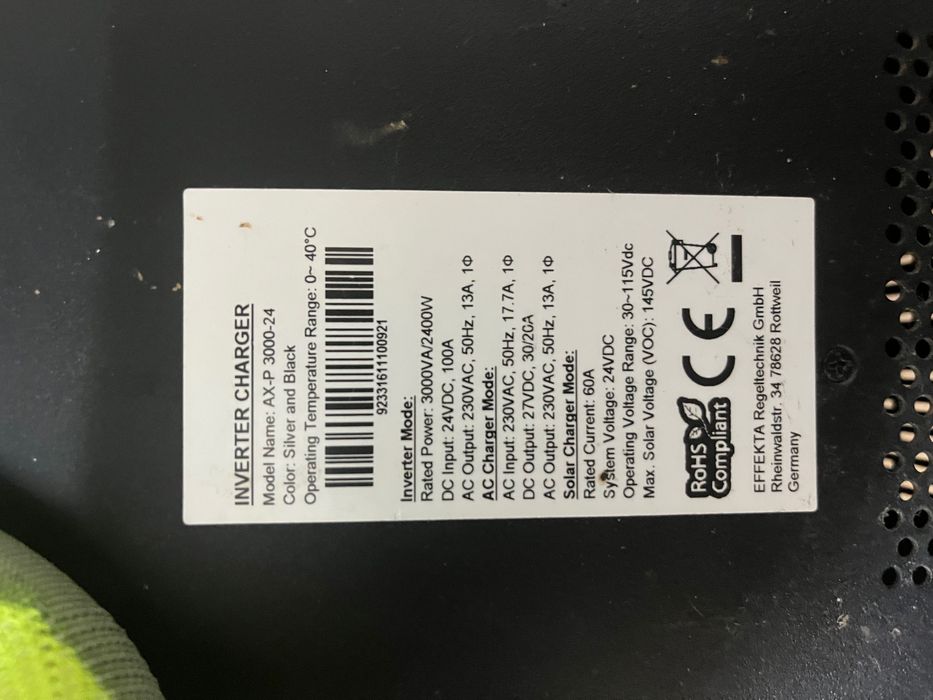 INVERTER CHARGER
Model Name: AX-P 3000-24
Color: Silver and Black
Operating Temperature Range: 0~ 40°C
92331611100921
Inverter Mode:
Rated Power: 3000VA/2400W
DC Input: 24VDC, 100A
AC Output: 230VAC, 50Hz, 13A, 1Φ
AC Charger Mode:
AC Input: 230VAC, 50Hz, 17.7A, 1Φ
DC Output: 27VDC, 30/20A
AC Output: 230VAC, 50Hz, 13A, 1Φ
Solar Charger Mode:
Rated Current: 60A
System Voltage: 24VDC
Operating Voltage Range: 30~115Vdc
Max. Solar Voltage (VOC): 145VDC
RoHS
Compliant
CE
EFFEKTA Regeltechnik GmbH
Rheinwaldstr. 34 78628 Rottweil
Germany